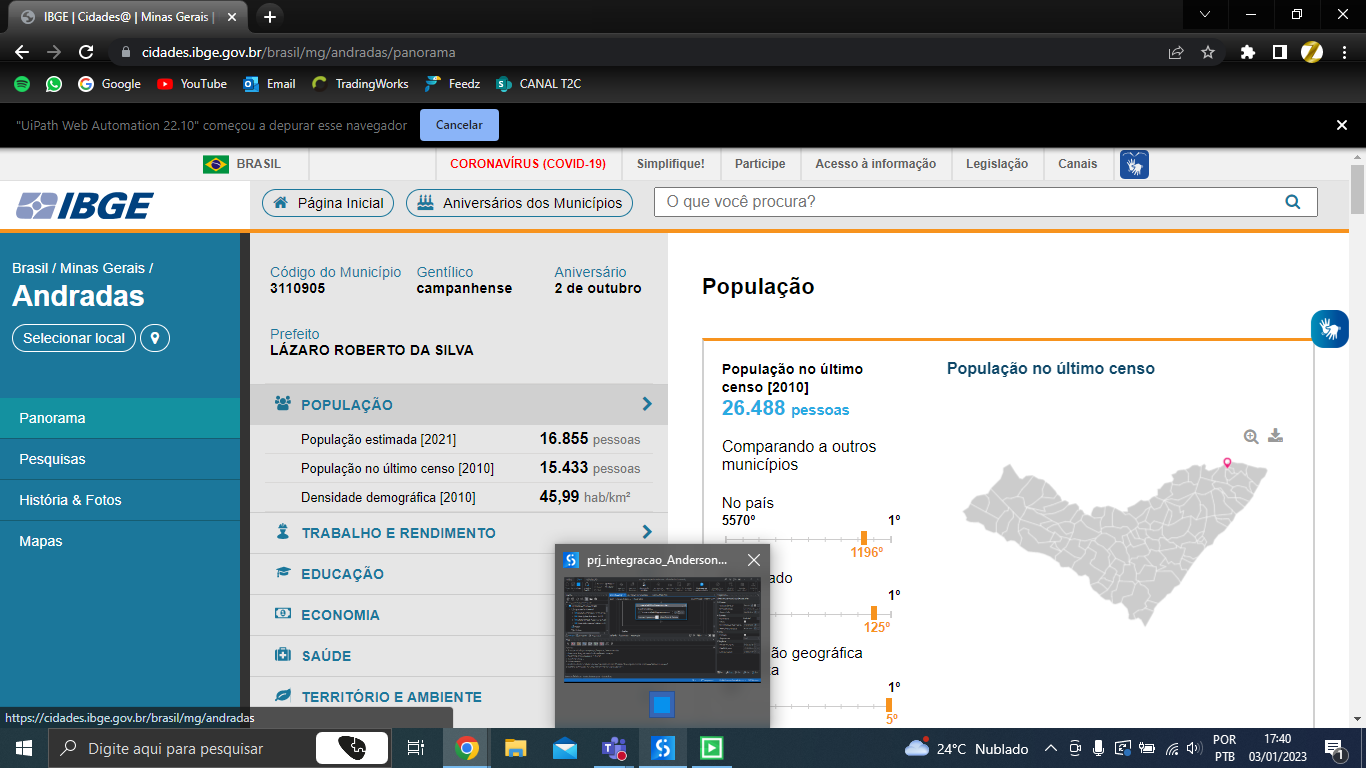 IBGE | Cidades@ | Minas Gerais |
cidades.ibge.gov.br/brasil/mg/andradas/panorama
Google YouTube Email TradingWorks Feedz CANAL T2C
"UiPath Web Automation 22.10" começou a depurar esse navegador Cancelar
BRASIL CORONAVÍRUS (COVID-19) Simplifique! Participe Acesso à informação Legislação Canais
IBGE Página Inicial Aniversários dos Municípios O que você procura?
Brasil / Minas Gerais /
Andradas
Selecionar local
Panorama
Pesquisas
História & Fotos
Mapas
Código do Município Gentílico Aniversário
3110905 campanhense 2 de outubro
Prefeito
LÁZARO ROBERTO DA SILVA
POPULAÇÃO
População estimada [2021] 16.855 pessoas
População no último censo [2010] 15.433 pessoas
Densidade demográfica [2010] 45,99 hab/km²
TRABALHO E RENDIMENTO
EDUCAÇÃO
ECONOMIA
SAÚDE
TERRITÓRIO E AMBIENTE
População
População no último
censo [2010]
26.488 pessoas
População no último censo
Comparando a outros
municípios
No país
5570º 1º
1196º
ado
1º
125º
ão geográfica
a
1º
5º
prj_integracao_Anderson...
https://cidades.ibge.gov.br/brasil/mg/andradas
Digite aqui para pesquisar
24°C Nublado
POR
PTB
17:40
03/01/2023
1